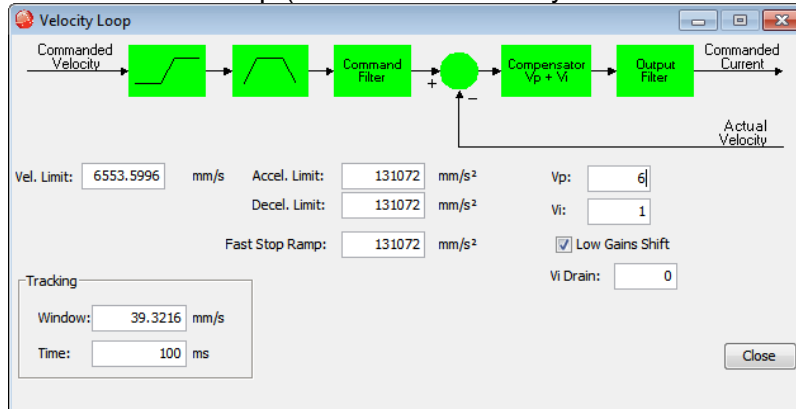 Velocity Loop
Commanded Velocity
Command Filter
+
−
Compensator Vp + Vi
Output Filter
Commanded Current
Actual Velocity
Vel. Limit: 6553.5996 mm/s Accel. Limit: 131072 mm/s² Vp: 6
Decel. Limit: 131072 mm/s² Vi: 1
Fast Stop Ramp: 131072 mm/s² Low Gains Shift
Vi Drain: 0
Tracking
Window: 39.3216 mm/s
Time: 100 ms
Close